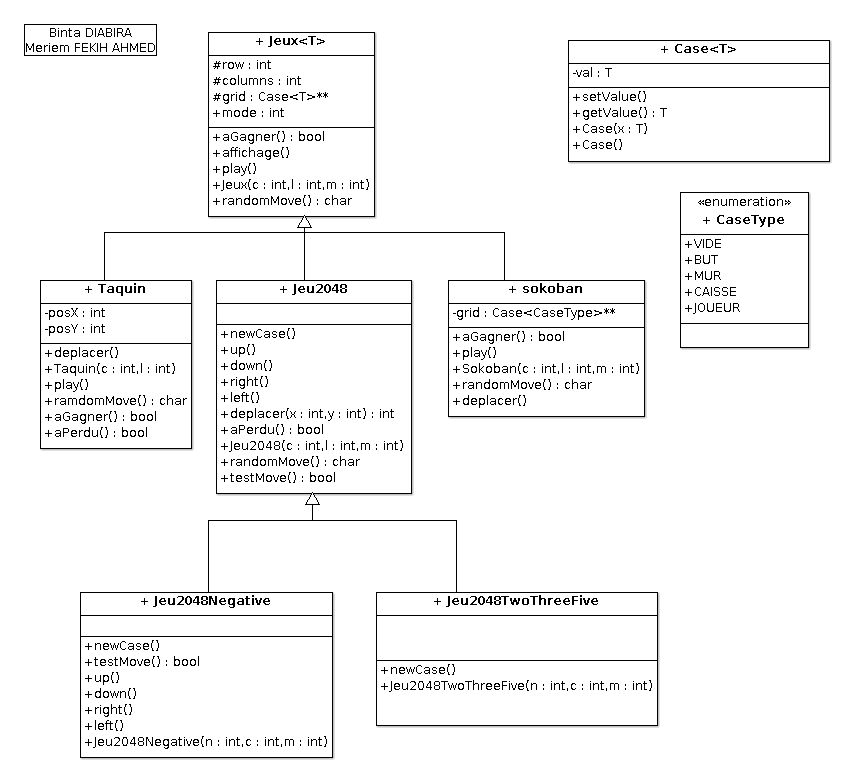 Binta DIABIRA
Meriem FEKIH AHMED
+ Jeux<T>
#row : int
#columns : int
#grid : Case<T>**
+mode : int
+aGagner() : bool
+affichage()
+play()
+Jeux(c : int,l : int,m : int)
+randomMove() : char
+ Case<T>
-val : T
+setValue()
+getValue() : T
+Case(x : T)
+Case()
«enumeration»
+ CaseType
+VIDE
+BUT
+MUR
+CAISSE
+JOUEUR
+ Taquin
-posX : int
-posY : int
+deplacer()
+Taquin(c : int,l : int)
+play()
+ramdomMove() : char
+aGagner() : bool
+aPerdu() : bool
+ Jeu2048
+newCase()
+up()
+down()
+right()
+left()
+deplacer(x : int,y : int) : int
+aPerdu() : bool
+Jeu2048(c : int,l : int,m : int)
+randomMove() : char
+testMove() : bool
+ sokoban
-grid : Case<CaseType>**
+aGagner() : bool
+play()
+Sokoban(c : int,l : int,m : int)
+randomMove() : char
+deplacer()
+ Jeu2048Negative
+newCase()
+testMove() : bool
+up()
+down()
+right()
+left()
+Jeu2048Negative(n : int,c : int,m : int)
+ Jeu2048TwoThreeFive
+newCase()
+Jeu2048TwoThreeFive(n : int,c : int,m : int)